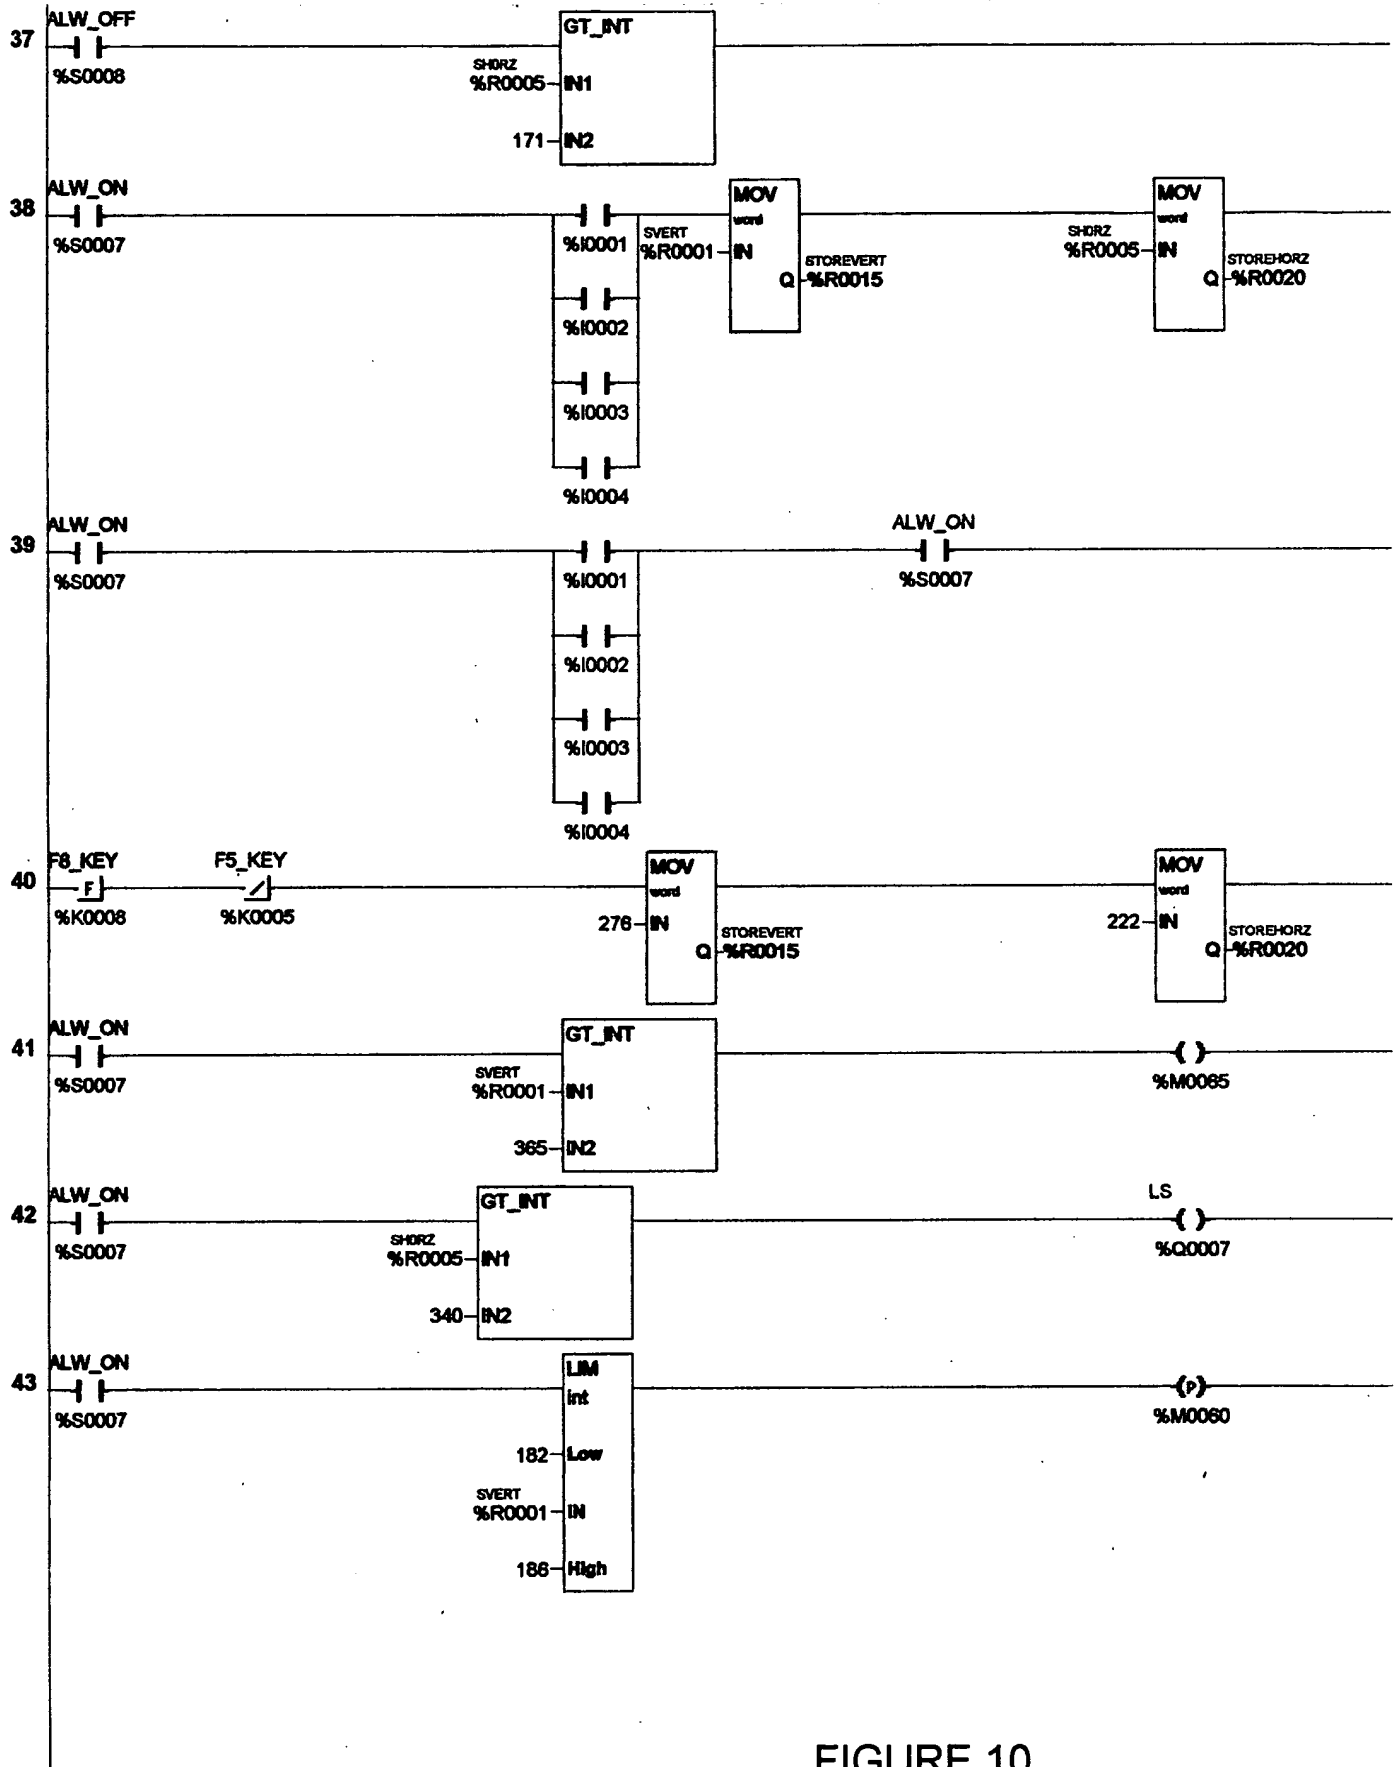 ALW_OFF
37
%S0008
GT_INT
SHORZ
%R0005 IN1
171 IN2
ALW_ON
38
%S0007
%I0001
%I0002
%I0003
%I0004
MOV
word
SVERT
%R0001 IN
STOREVERT
Q %R0015
MOV
word
SHORZ
%R0005 IN
STOREHORZ
Q %R0020
ALW_ON
39
%S0007
%I0001
%I0002
%I0003
%I0004
ALW_ON
%S0007
F8_KEY
40
F
%K0008
F5_KEY
%K0005
MOV
word
276 IN
STOREVERT
Q %R0015
MOV
word
222 IN
STOREHORZ
Q %R0020
ALW_ON
41
%S0007
GT_INT
SVERT
%R0001 IN1
365 IN2
%M0065
ALW_ON
42
%S0007
GT_INT
SHORZ
%R0005 IN1
340 IN2
LS
%Q0007
ALW_ON
43
%S0007
LIM
int
182 Low
SVERT
%R0001 IN
186 High
P
%M0060
FIGURE 10